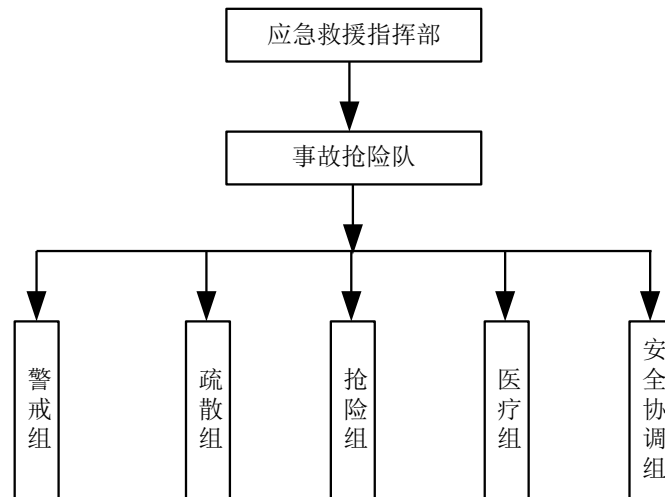 应急救援指挥部
事故抢险队
警戒组
疏散组
抢险组
医疗组
安全协调组